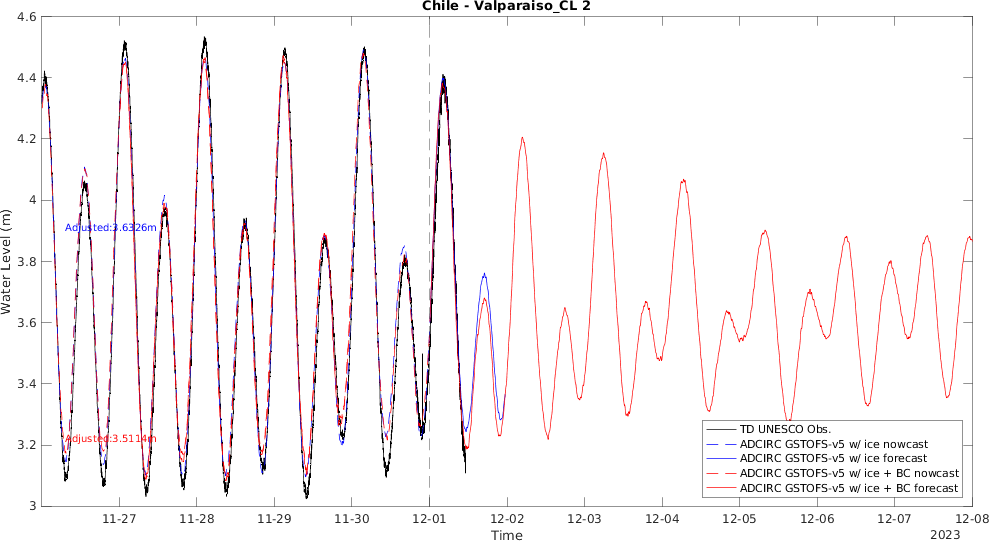 Chile - Valparaiso_CL 2
4.6
4.4
4.2
4
3.8
3.6
3.4
3.2
3
Water Level (m)
Adjusted:3.6326m
Adjusted:3.5114m
TD UNESCO Obs.
ADCIRC GSTOFS-v5 w/ ice nowcast
ADCIRC GSTOFS-v5 w/ ice forecast
ADCIRC GSTOFS-v5 w/ ice + BC nowcast
ADCIRC GSTOFS-v5 w/ ice + BC forecast
11-27 11-28 11-29 11-30 12-01 12-02 12-03 12-04 12-05 12-06 12-07 12-08
Time
2023